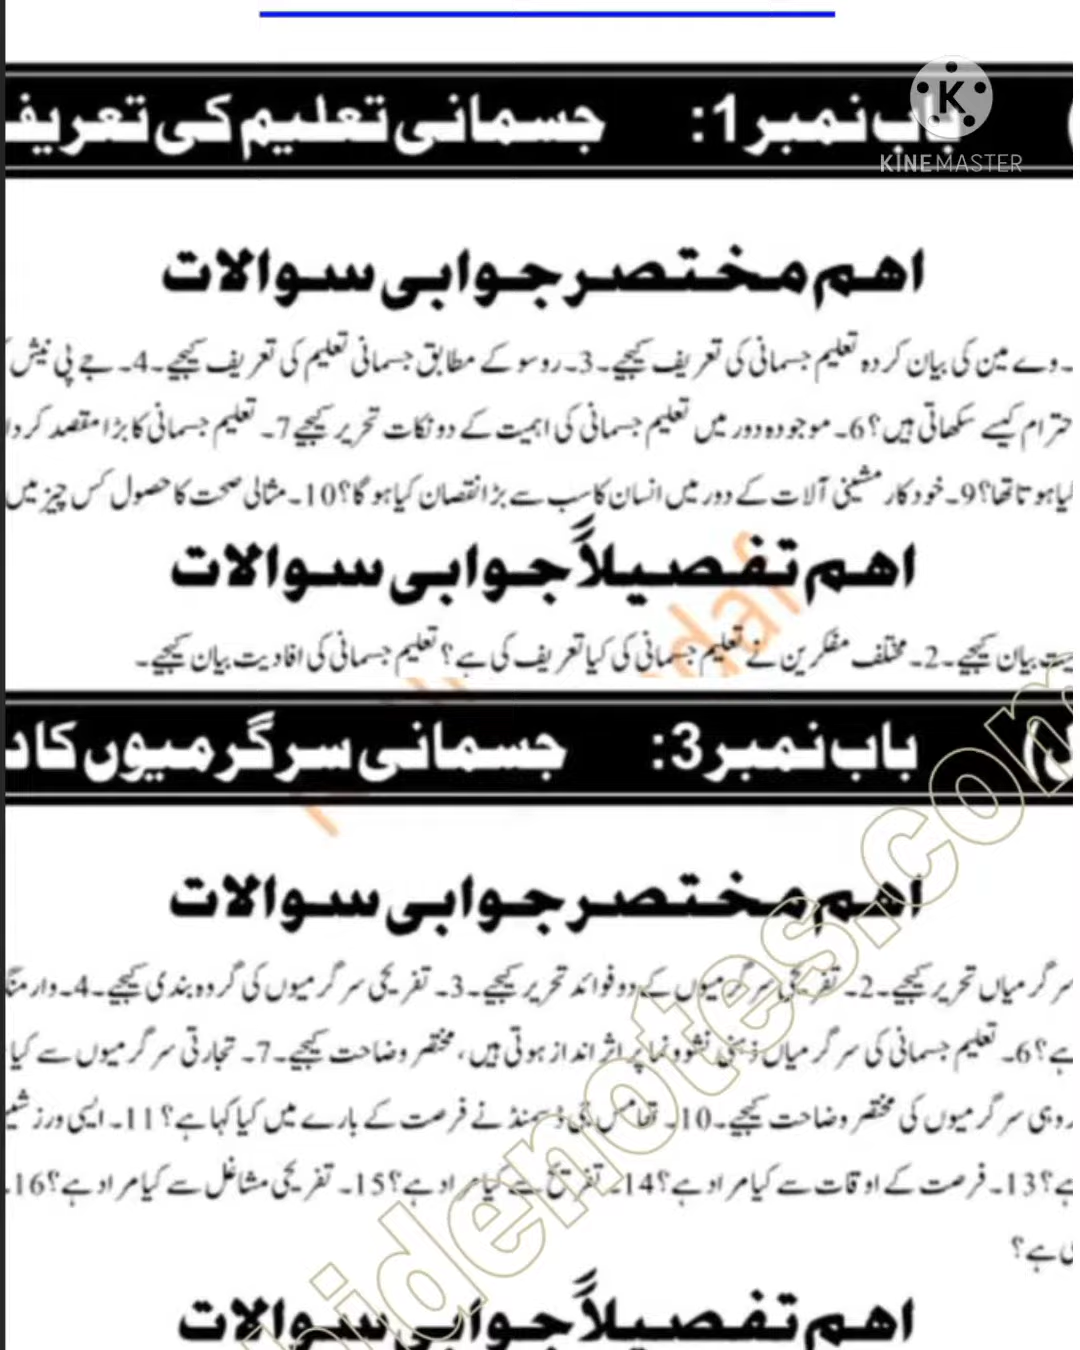 باب نمبر 1: جسمانی تعلیم کی تعریف
KINEMASTER
اھم مختصر جوابی سوالات
۔وے مین کی بیان کردہ تعلیم جسمانی کی تعریف کیجیے۔3۔روسو کے مطابق جسمانی تعلیم کی تعریف کیجیے۔4۔جے پی نیش
حترام کیسے سکھاتی ہیں؟6۔موجودہ دور میں تعلیم جسمانی کی اہمیت کے دو نکات تحریر کیجیے7۔تعلیم جسمانی کا بڑا مقصد کردا
کیا ہوتا تھا؟9۔خودکار مشینی آلات کے دور میں انسان کا سب سے بڑا نقصان کیا ہوگا؟10۔مثالی صحت کا حصول کس چیز میں
اھم تفصیلاً جوابی سوالات
بیان کیجیے۔2۔مختلف مفکرین نے تعلیم جسمانی کی کیا تعریف کی ہے؟تعلیم جسمانی کی افادیت بیان کیجیے۔
باب نمبر 3: جسمانی سرگرمیوں کا د
اھم مختصر جوابی سوالات
سرگرمیاں تحریر کیجیے۔2۔تفریحی سرگرمیوں کے دو فوائد تحریر کیجیے۔3۔تفریحی سرگرمیوں کی گروہ بندی کیجیے۔4۔وارمنگ
ہے؟6۔تعلیم جسمانی کی سرگرمیاں ذہنی نشوونما پر اثر انداز ہوتی ہیں، مختصر وضاحت کیجیے۔7۔تجارتی سرگرمیوں سے کیا
روہی سرگرمیوں کی مختصر وضاحت کیجیے۔10۔تھامس بی ڈسمنڈ نے فرصت کے بارے میں کیا کہا ہے؟11۔ایسی ورزشیں
ہے؟13۔فرصت کے اوقات سے کیا مراد ہے؟14۔تفریح سے کیا مراد ہے؟15۔تفریحی مشاغل سے کیا مراد ہے؟16۔
ی ہے؟
اھم تفصیلاً جوابی سوالات